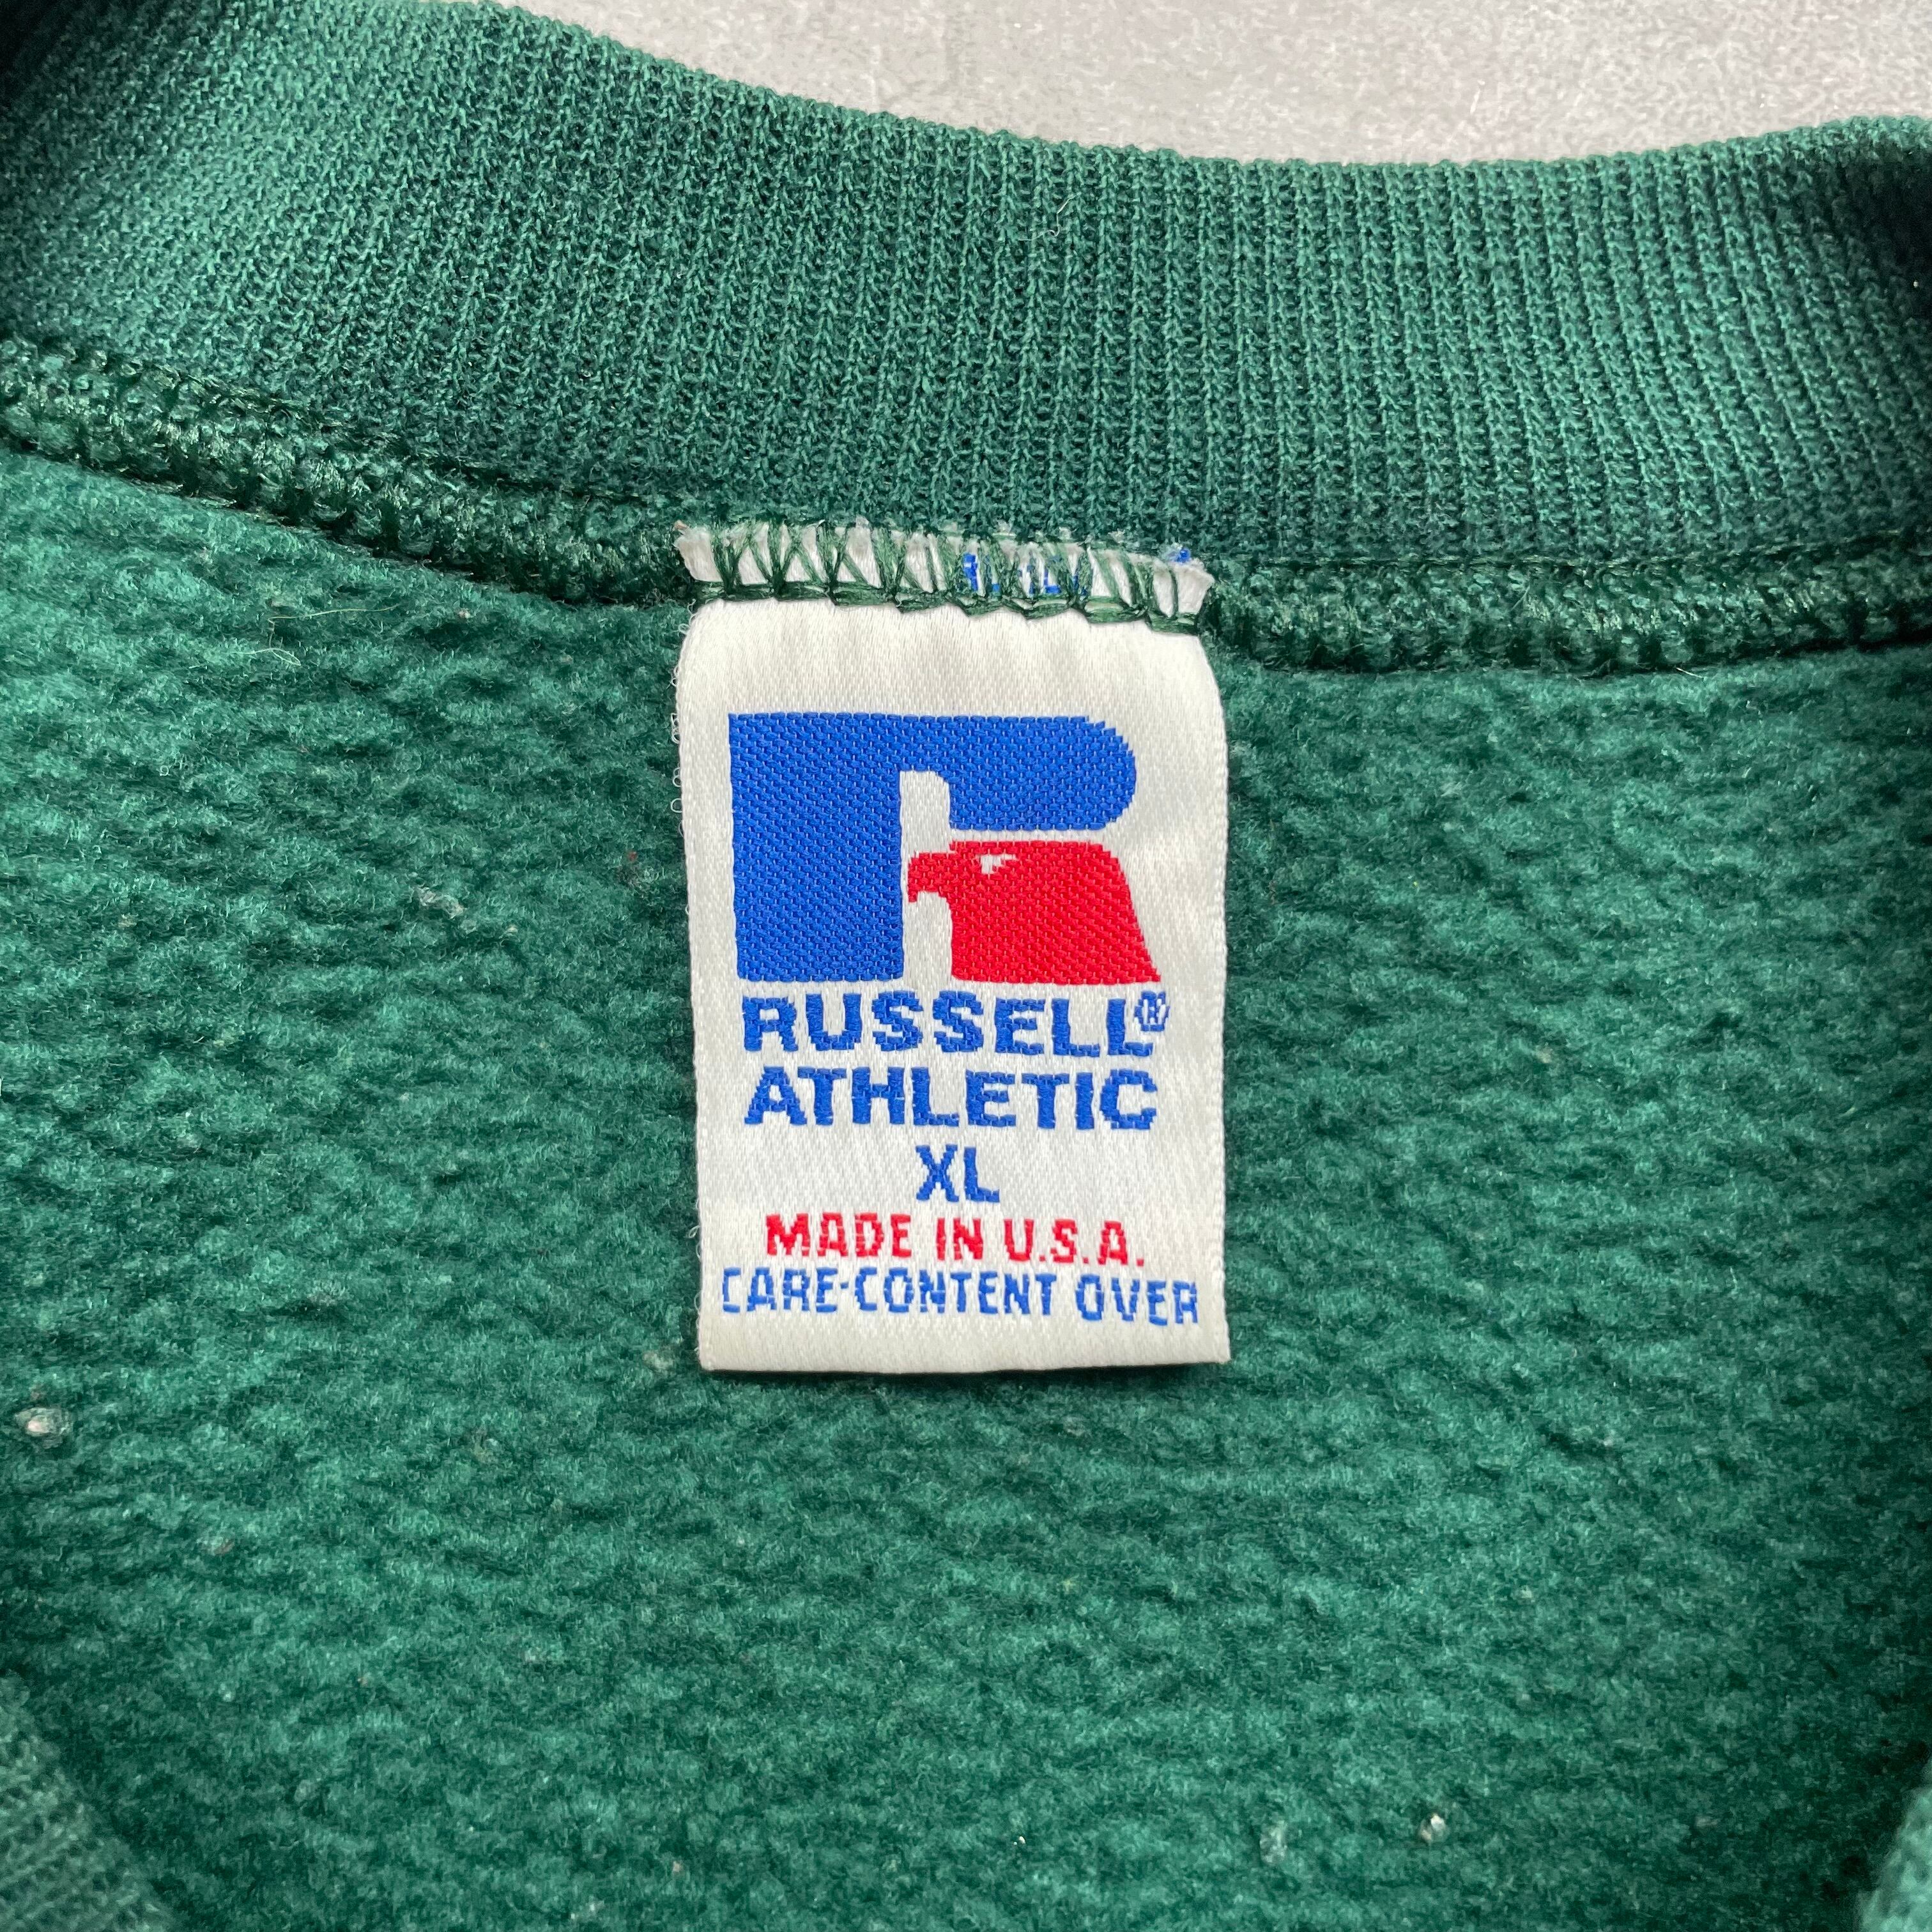 RUSSELL®
ATHLETIC
XL
MADE IN U.S.A.
CARE-CONTENT OVER